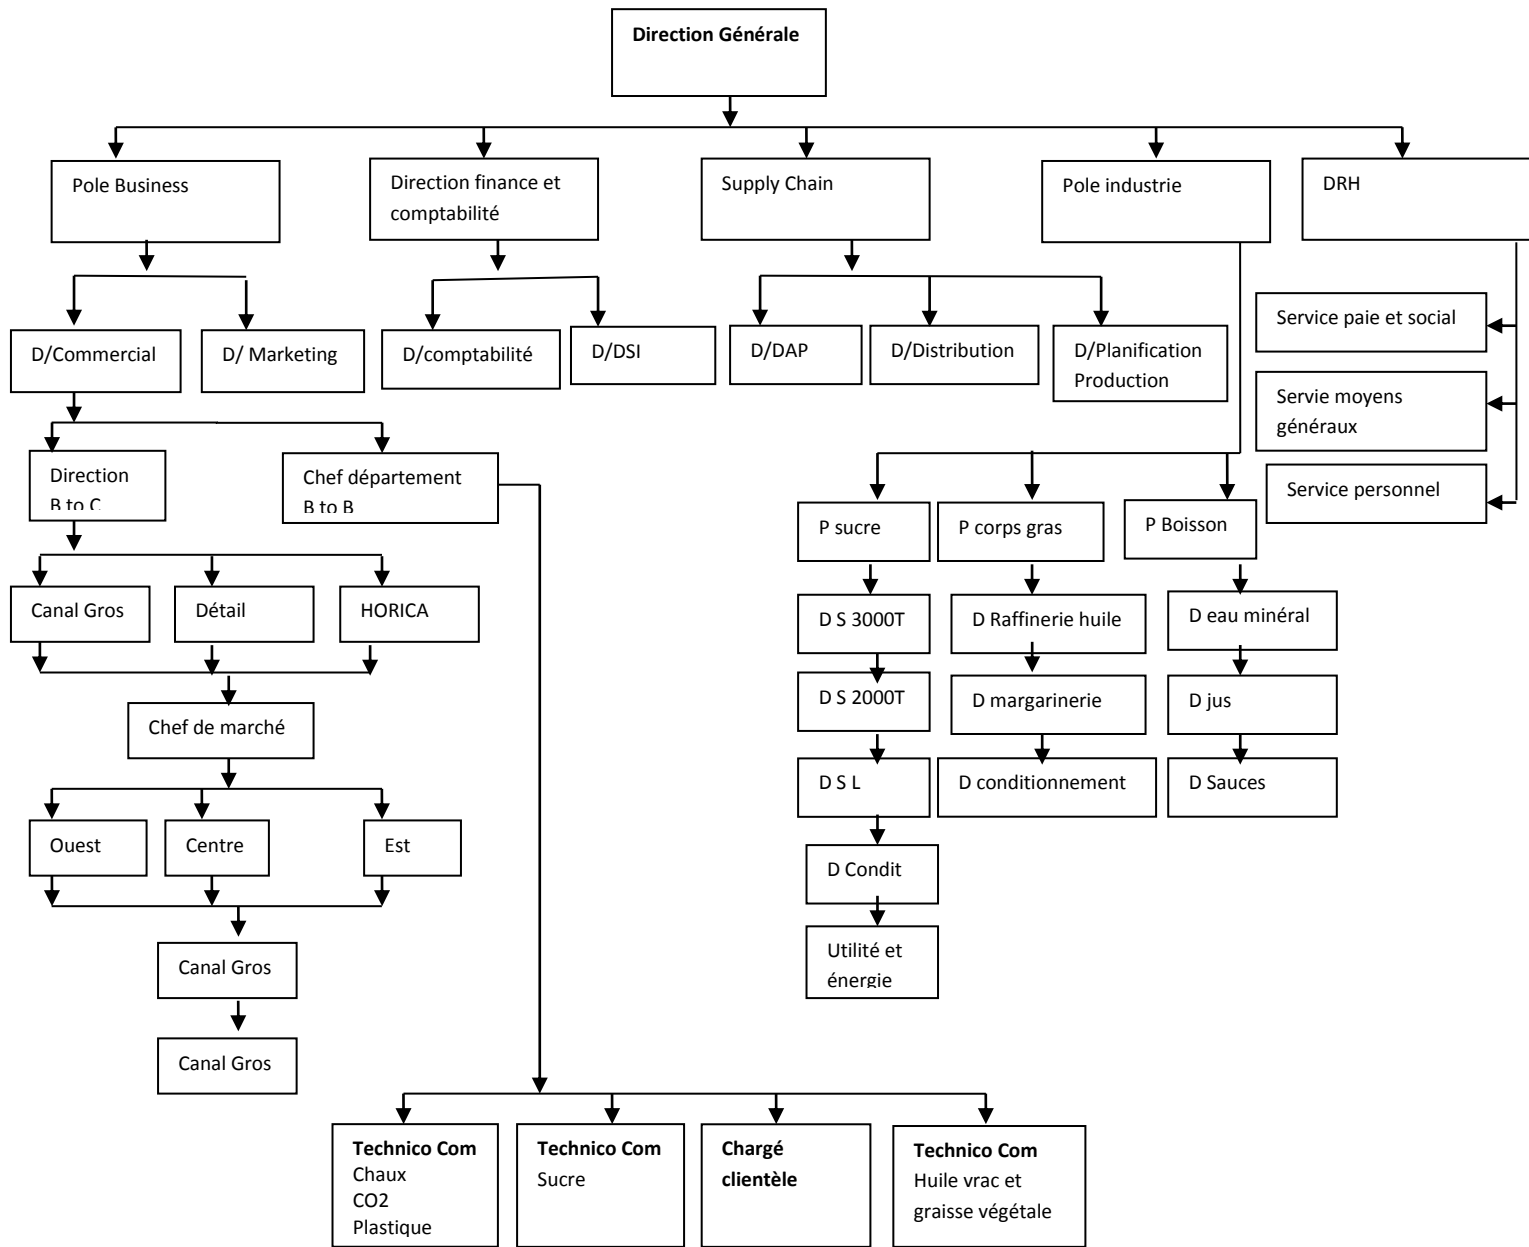 Direction Générale
Pole Business
Direction finance et
comptabilité
Supply Chain
Pole industrie
DRH
D/Commercial
D/ Marketing
D/comptabilité
D/DSI
D/DAP
D/Distribution
D/Planification
Production
Service paie et social
Servie moyens
généraux
Service personnel
Direction
B to C
Chef département
B to B
P sucre
P corps gras
P Boisson
Canal Gros
Détail
HORICA
D S 3000T
D Raffinerie huile
D eau minéral
Chef de marché
D S 2000T
D margarinerie
D jus
D S L
D conditionnement
D Sauces
Ouest
Centre
Est
D Condit
Canal Gros
Utilité et
énergie
Canal Gros
Technico Com
Chaux
CO2
Plastique
Technico Com
Sucre
Chargé
clientèle
Technico Com
Huile vrac et
graisse végétale